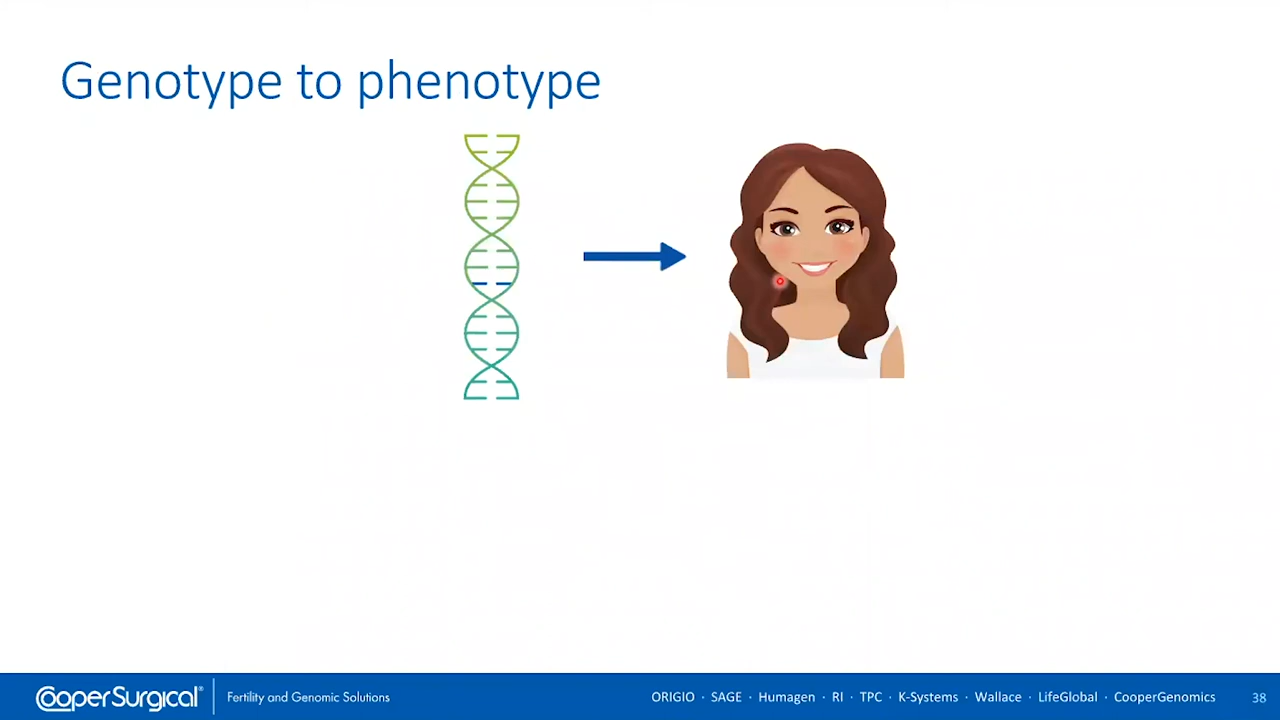 Genotype to phenotype
CooperSurgical® Fertility and Genomic Solutions ORIGIO · SAGE · Humagen · RI · TPC · K-Systems · Wallace · LifeGlobal · CooperGenomics 38